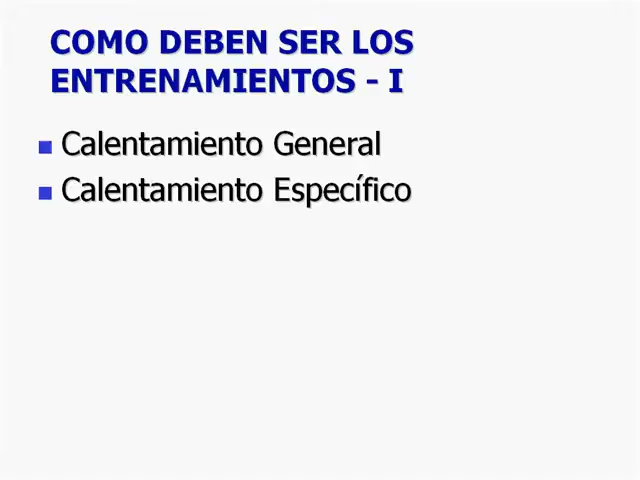 COMO DEBEN SER LOS
ENTRENAMIENTOS - I
Calentamiento General
Calentamiento Específico